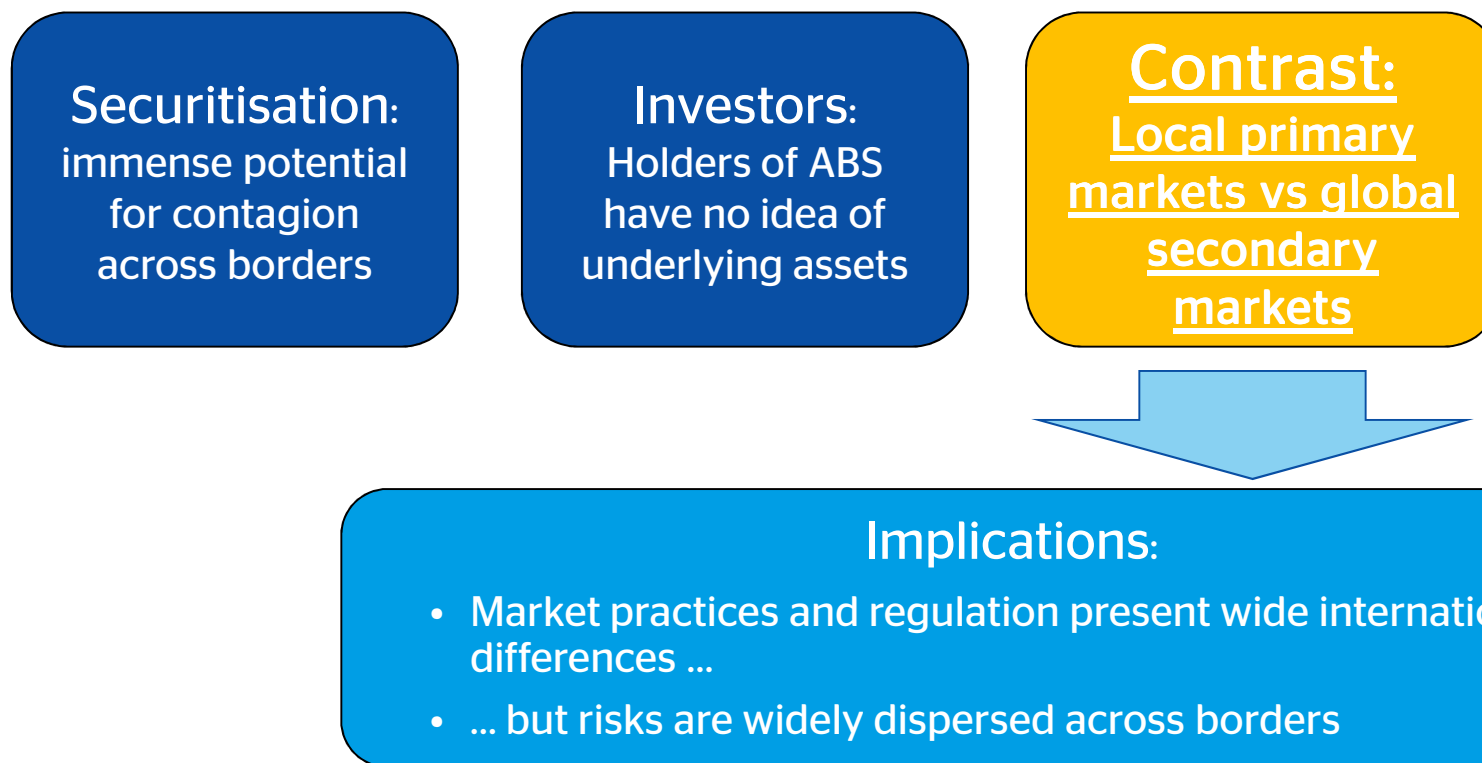 Securitisation:
immense potential
for contagion
across borders
Investors:
Holders of ABS
have no idea of
underlying assets
Contrast:
Local primary
markets vs global
secondary
markets
Implications:
• Market practices and regulation present wide
differences ...
• ... but risks are widely dispersed across borders